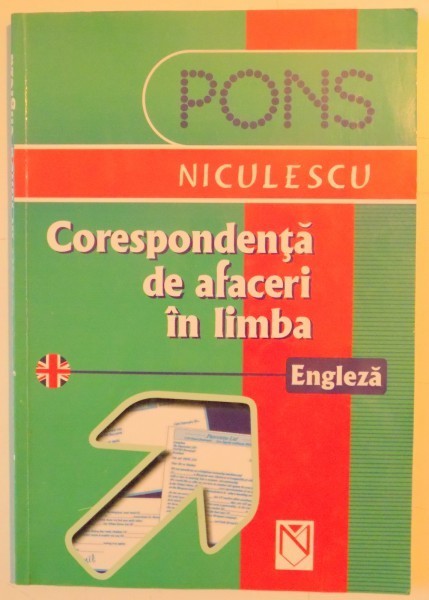 PONS
NICULESCU
Corespondenţă
de afaceri
în limba
Engleză